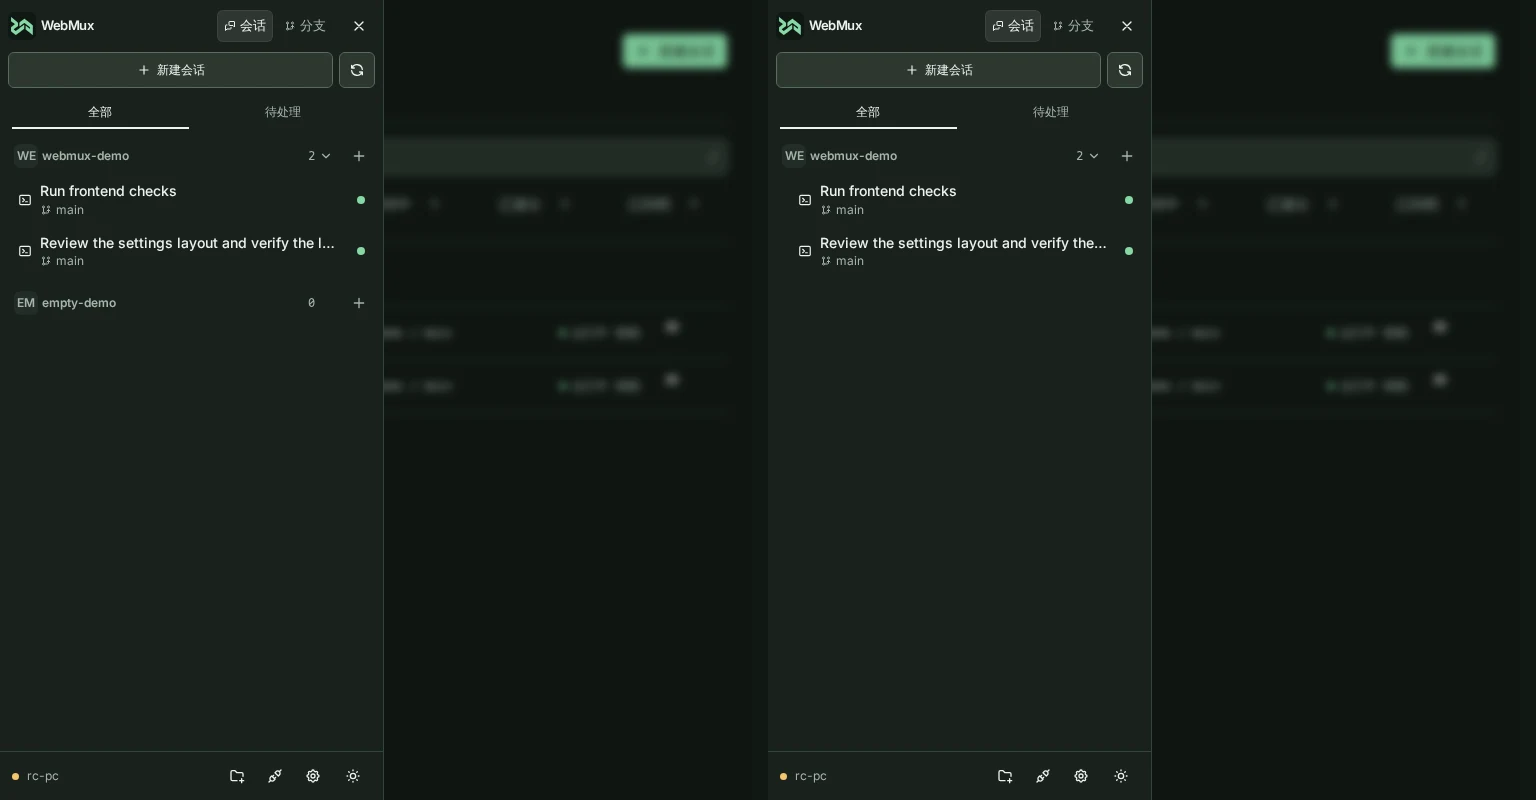 WebMux 会话 分支
新建会话
全部 待处理
WE webmux-demo 2
Run frontend checks
main
Review the settings layout and verify the l...
main
EM empty-demo 0
rc-pc
WebMux 会话 分支
新建会话
全部 待处理
WE webmux-demo 2
Run frontend checks
main
Review the settings layout and verify the...
main
rc-pc